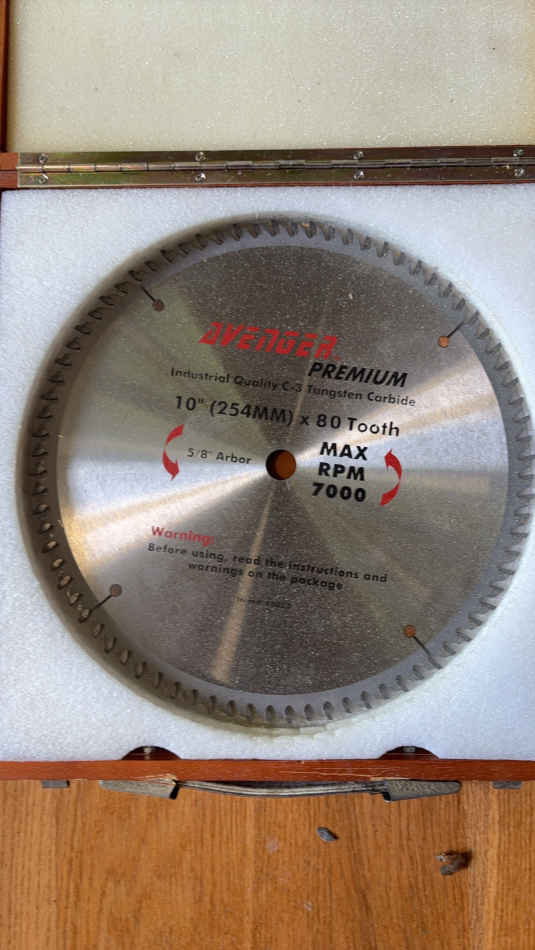 AVENGER
PREMIUM
Industrial Quality C-3 Tungsten Carbide
10" (254MM) x 80 Tooth
5/8" Arbor
MAX
RPM
7000
Warning:
Before using, read the instructions and
warnings on the package